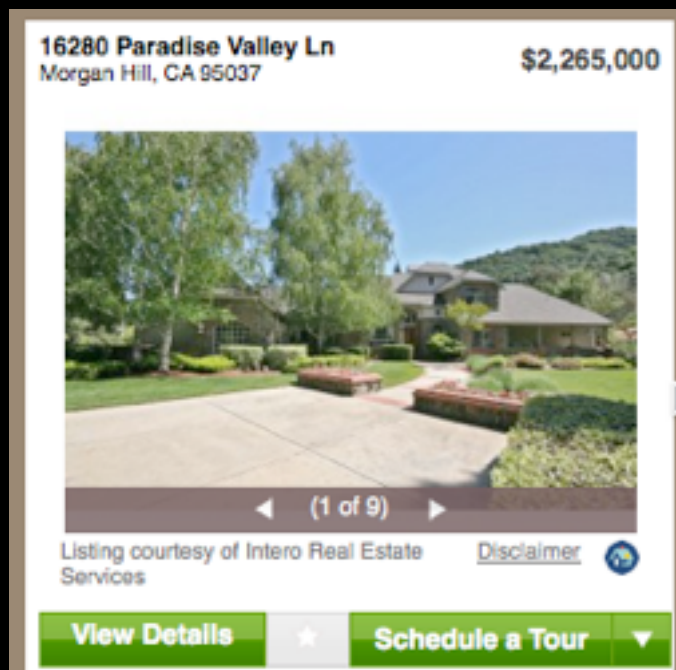 16280 Paradise Valley Ln
$2,265,000
Morgan Hill, CA 95037
(1 of 9)
Listing courtesy of Intero Real Estate
Services
Disclaimer
View Details
Schedule a Tour